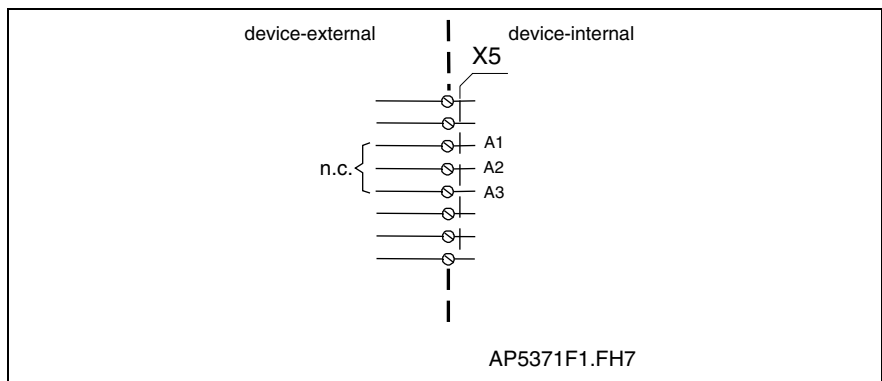 device-external device-internal
X5
A1
n.c. A2
A3
AP5371F1.FH7